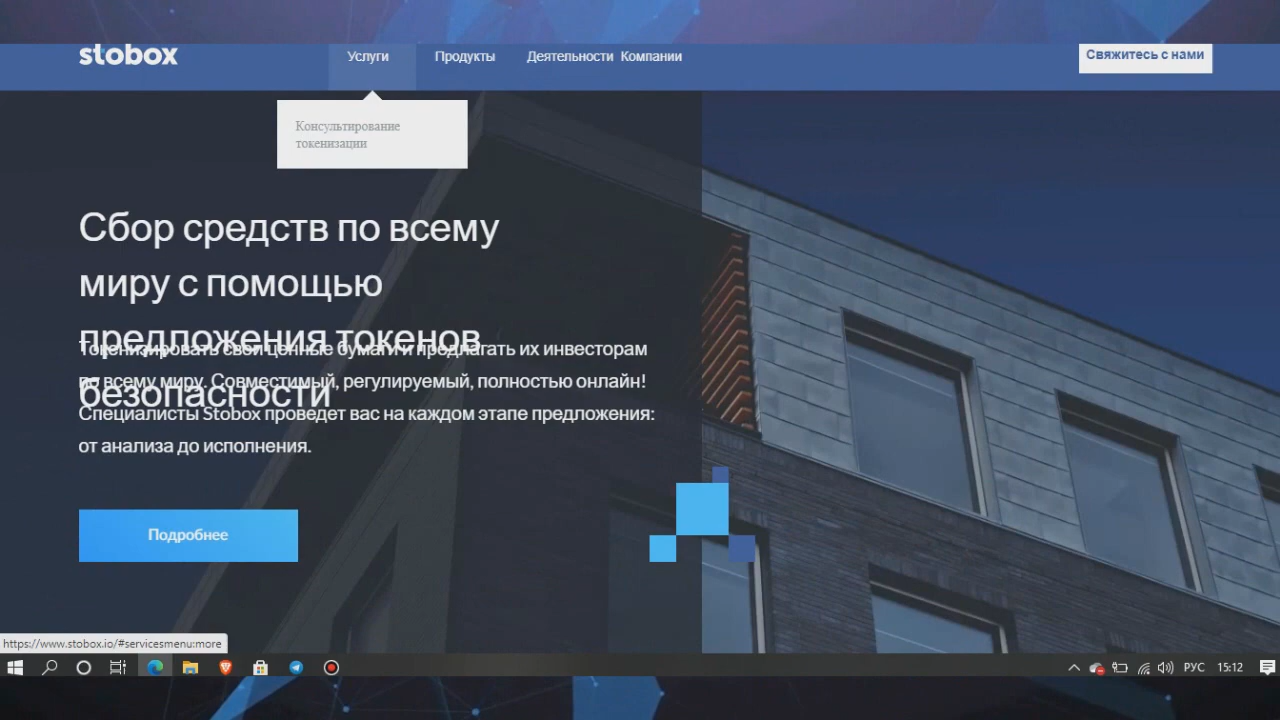 stobox
Услуги
Продукты
Деятельности Компании
Свяжитесь с нами
Консультирование
токенизации
Сбор средств по всему
миру с помощью
предложения токенов
безопасности
Токенизировать свои ценные бумаги и предлагать их инвесторам
по всему миру. Совместимый, регулируемый, полностью онлайн!
Специалисты Stobox проведет вас на каждом этапе предложения:
от анализа до исполнения.
Подробнее
https://www.stobox.io/#servicesmenu:more
РУС
15:12